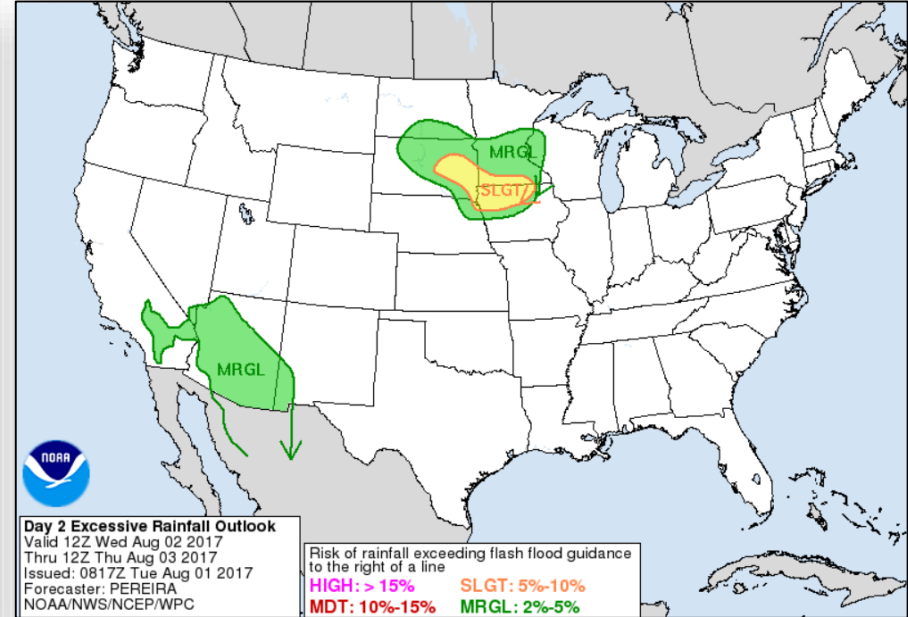 MRGL
SLGT
MRGL
NOAA
Day 2 Excessive Rainfall Outlook
Valid 12Z Wed Aug 02 2017
Thru 12Z Thu Aug 03 2017
Issued: 0817Z Tue Aug 01 2017
Forecaster: PEREIRA
NOAA/NWS/NCEP/WPC
Risk of rainfall exceeding flash flood guidance
to the right of a line
HIGH: > 15% SLGT: 5%-10%
MDT: 10%-15% MRGL: 2%-5%